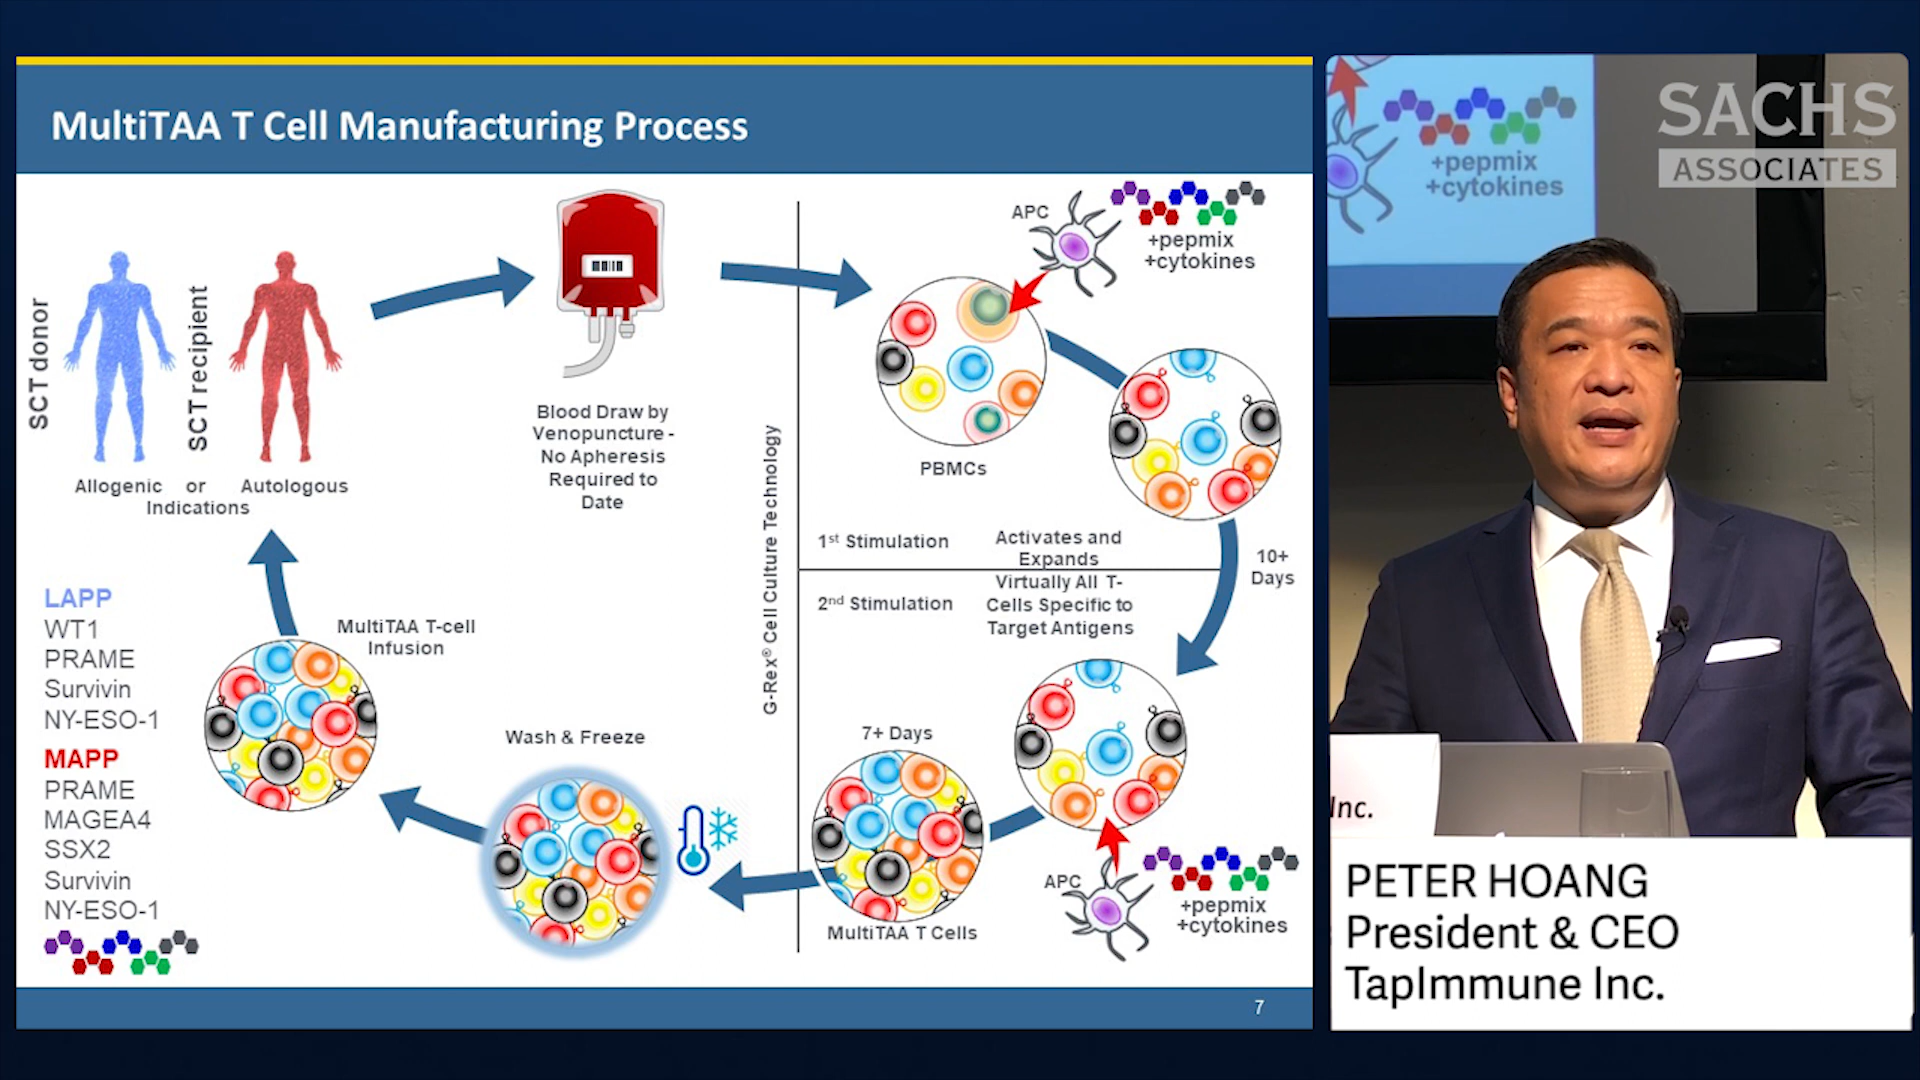 MultiTAA T Cell Manufacturing Process
SCT donor
SCT recipient
Allogenic or Autologous
Indications
Blood Draw by
Venopuncture -
No Apheresis
Required to
Date
G-Rex® Cell Culture Technology
APC
+pepmix
+cytokines
PBMCs
1st Stimulation
Activates and
Expands
Virtually All T-
Cells Specific to
Target Antigens
2nd Stimulation
10+
Days
7+ Days
MultiTAA T Cells
APC
+pepmix
+cytokines
Wash & Freeze
MultiTAA T-cell
Infusion
LAPP
WT1
PRAME
Survivin
NY-ESO-1
MAPP
PRAME
MAGEA4
SSX2
Survivin
NY-ESO-1
7
SACHS
ASSOCIATES
+pepmix
+cytokines
Inc.
PETER HOANG
President & CEO
TapImmune Inc.